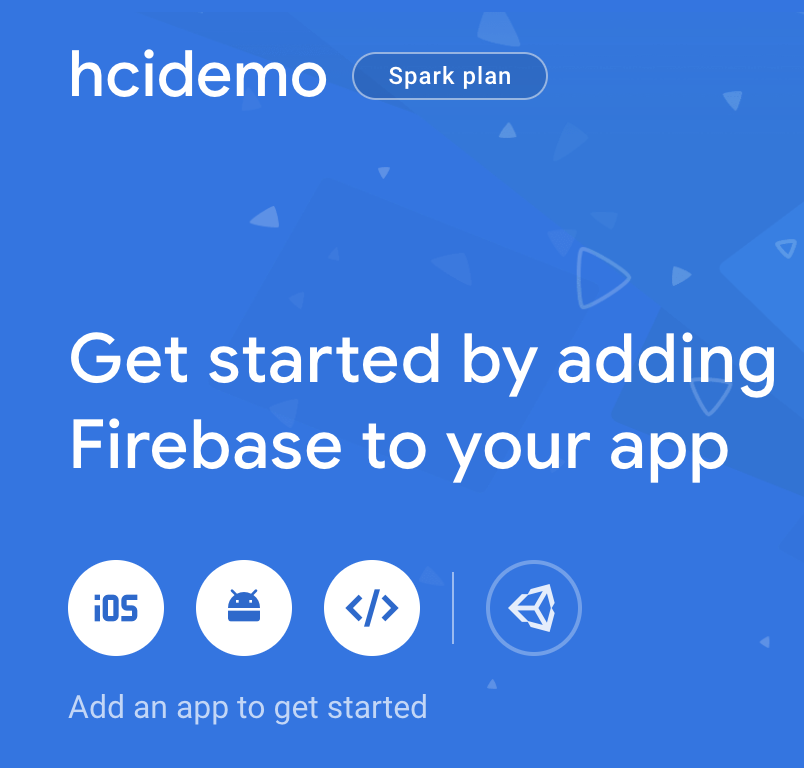 hcidemo
Spark plan
Get started by adding
Firebase to your app
iOS
</>
Add an app to get started